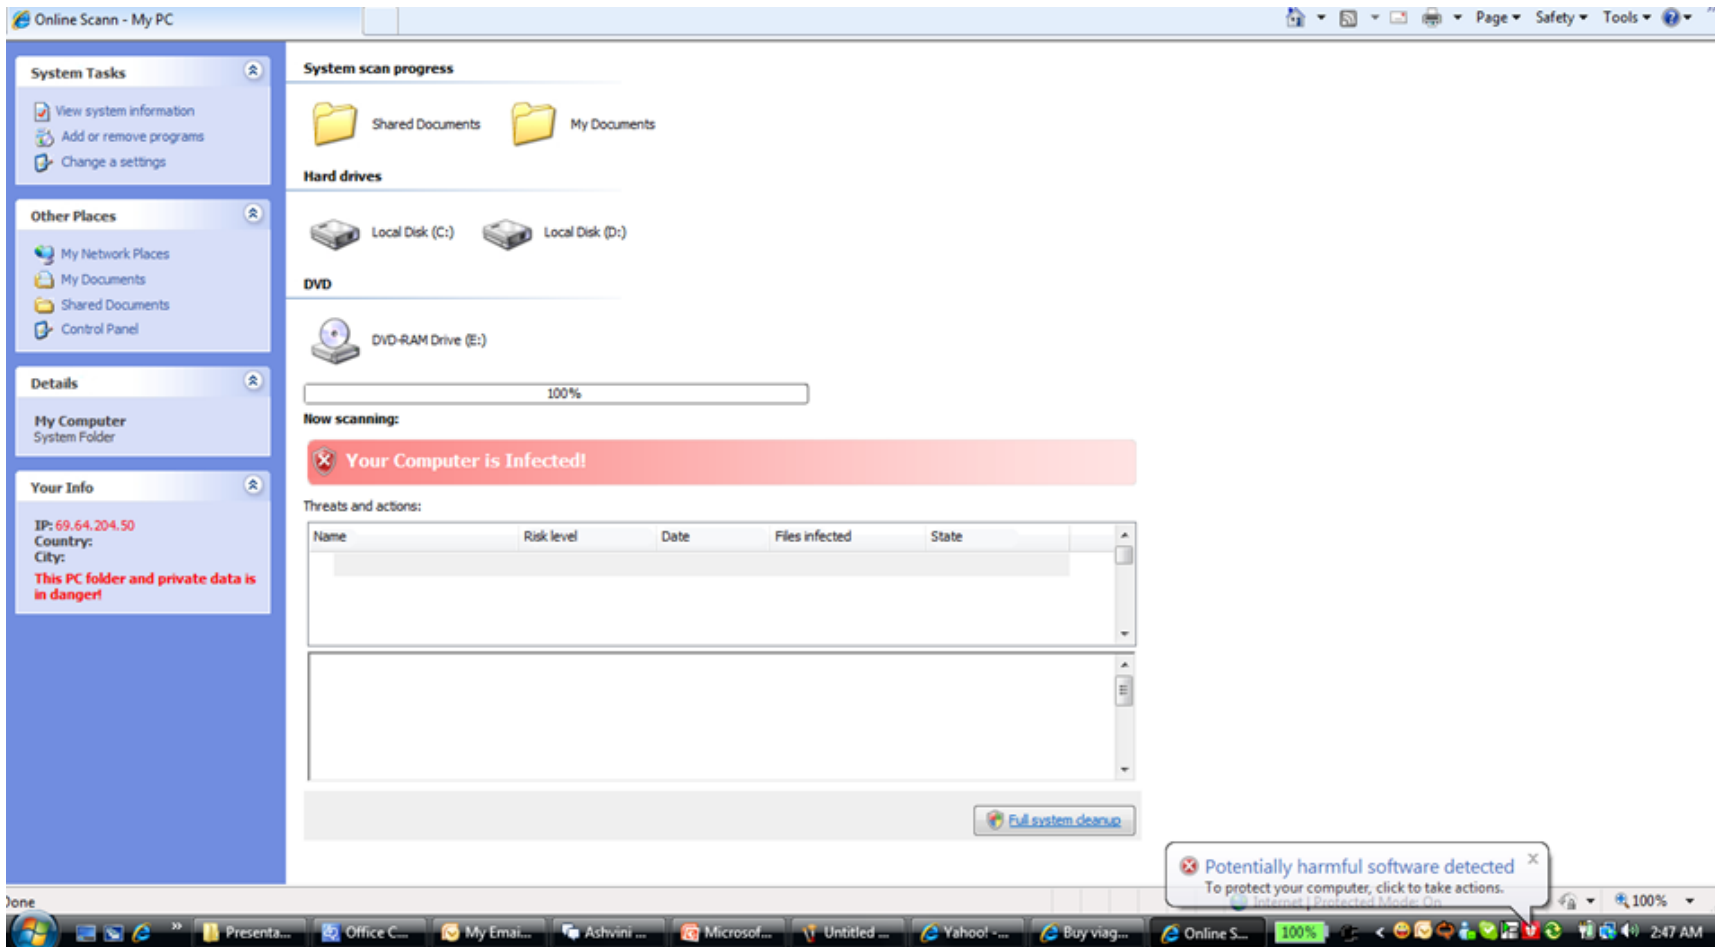 Online Scann - My PC
Page
Safety
Tools
System Tasks
View system information
Add or remove programs
Change a settings
Other Places
My Network Places
My Documents
Shared Documents
Control Panel
Details
My Computer
System Folder
Your Info
IP: 69.64.204.50
Country:
City:
This PC folder and private data is
in danger!
System scan progress
Shared Documents
My Documents
Hard drives
Local Disk (C:)
Local Disk (D:)
DVD
DVD-RAM Drive (E:)
100%
Now scanning:
Your Computer is Infected!
Threats and actions:
Name
Risk level
Date
Files infected
State
Full system cleanup
Potentially harmful software detected
To protect your computer, click to take actions.
Done
Internet | Protected Mode: On
100%
Presenta...
Office C...
My Emai...
Ashvini ...
Microsof...
Untitled ...
Yahoo! -...
Buy viag...
Online S...
100%
2:47 AM